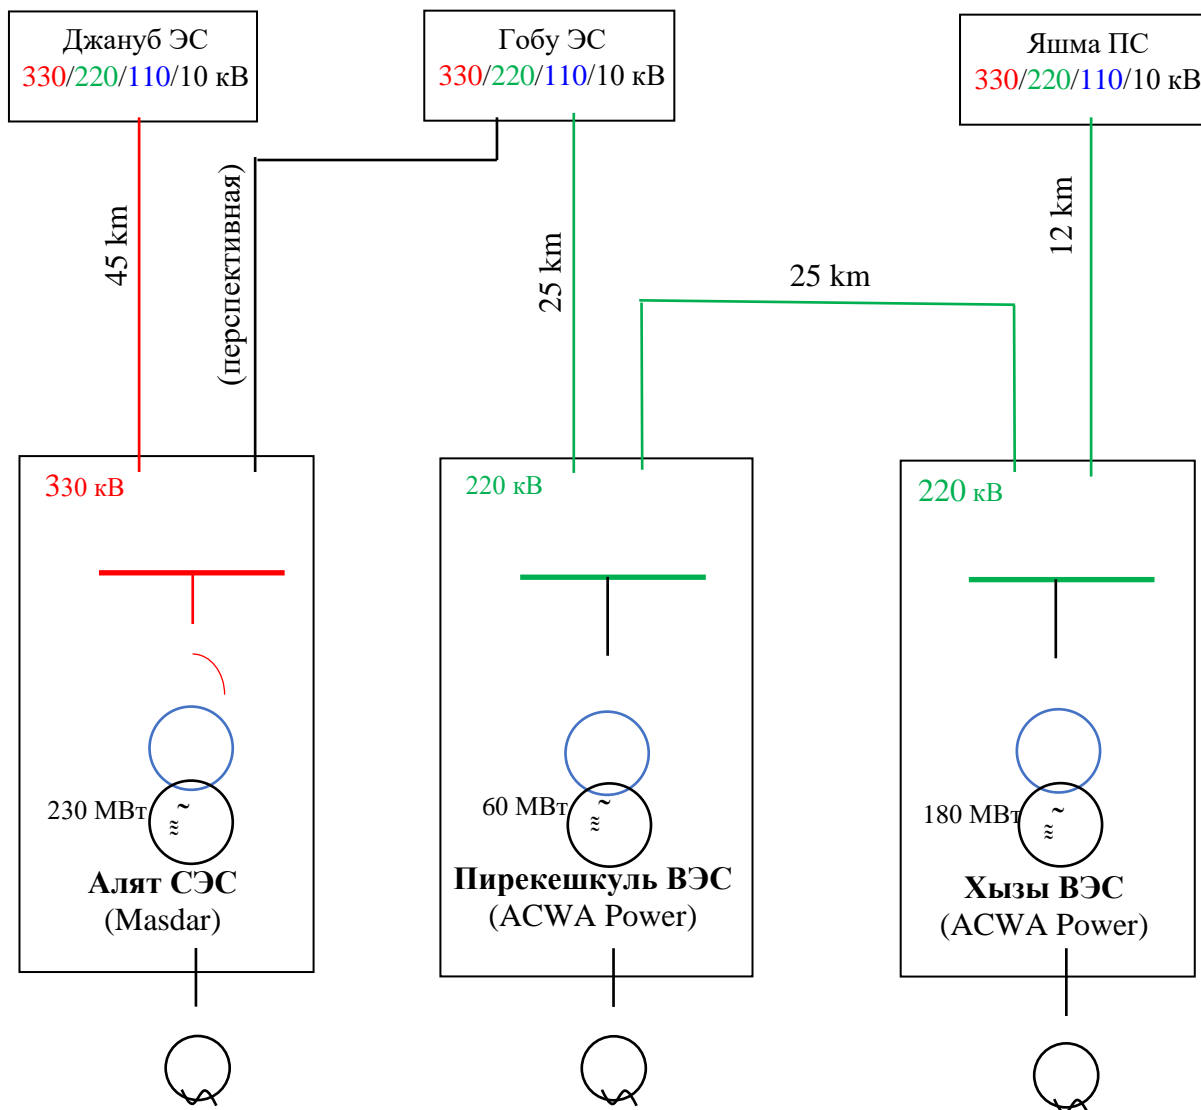 Джануб ЭС
330/220/110/10 кВ
Гобу ЭС
330/220/110/10 кВ
Яшма ПС
330/220/110/10 кВ
45 km
(перспективная)
25 km
25 km
12 km
330 кВ
220 кВ
220 кВ
230 МВт
~
≋
60 МВт
~
≋
180 МВт
~
≋
Алят СЭС
(Masdar)
Пирекешкуль ВЭС
(ACWA Power)
Хызы ВЭС
(ACWA Power)